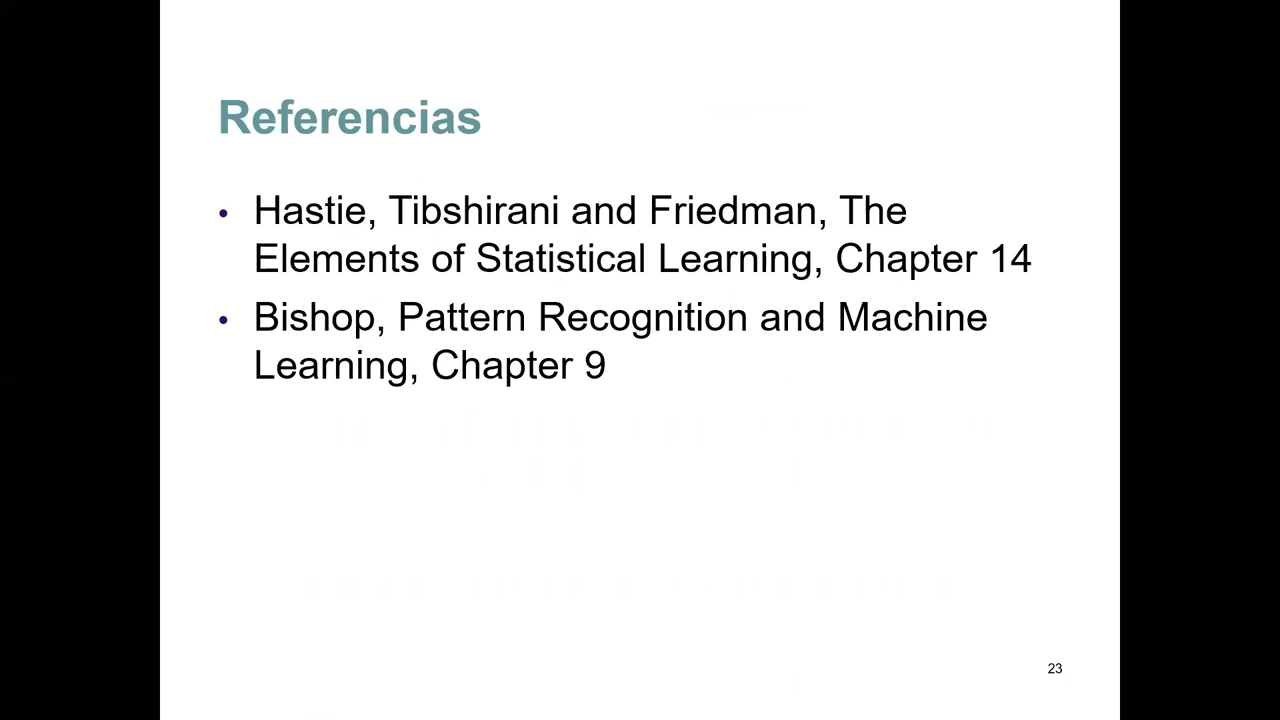 Referencias
• Hastie, Tibshirani and Friedman, The
Elements of Statistical Learning, Chapter 14
• Bishop, Pattern Recognition and Machine
Learning, Chapter 9
23